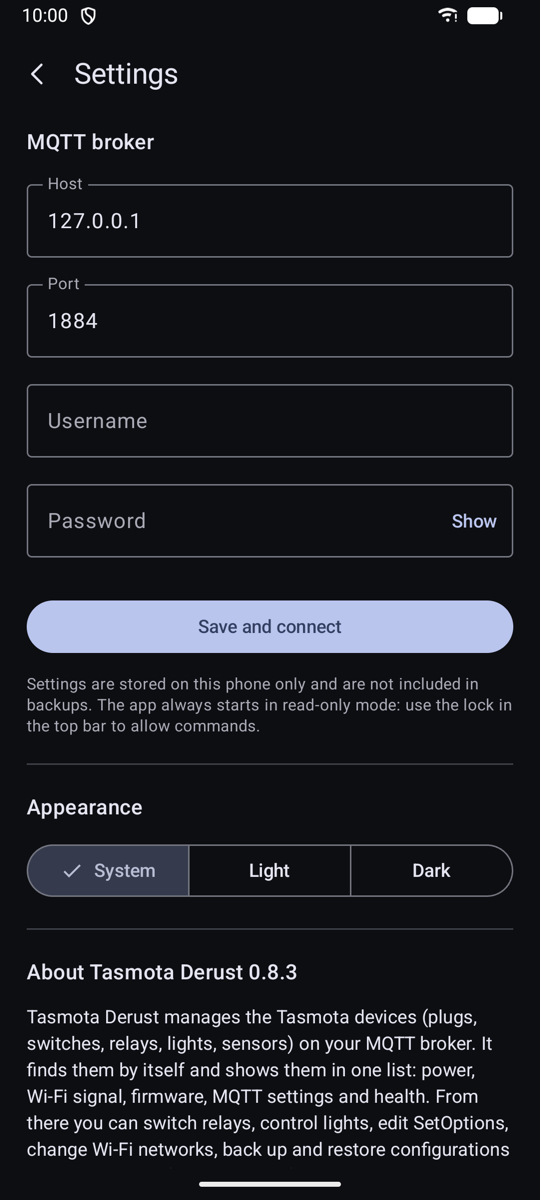 10:00
Settings
MQTT broker
Host
127.0.0.1
Port
1884
Username
Password
Show
Save and connect
Settings are stored on this phone only and are not included in
backups. The app always starts in read-only mode: use the lock in
the top bar to allow commands.
Appearance
System
Light
Dark
About Tasmota Derust 0.8.3
Tasmota Derust manages the Tasmota devices (plugs,
switches, relays, lights, sensors) on your MQTT broker. It
finds them by itself and shows them in one list: power,
Wi-Fi signal, firmware, MQTT settings and health. From
there you can switch relays, control lights, edit SetOptions,
change Wi-Fi networks, back up and restore configurations